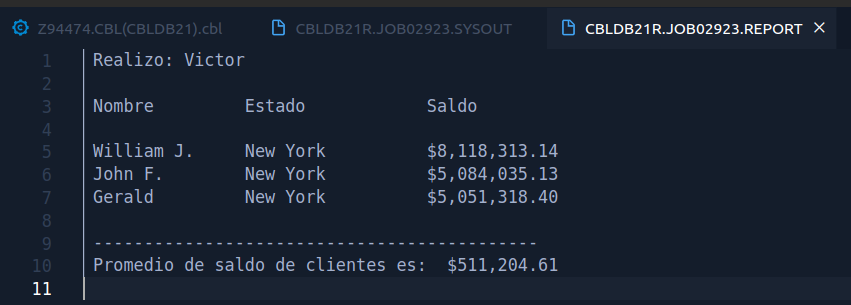 Z94474.CBL(CBLDB21).cbl CBLDB21R.JOB02923.SYSOUT CBLDB21R.JOB02923.REPORT
1 Realizo: Victor
2
3 Nombre Estado Saldo
4
5 William J. New York $8,118,313.14
6 John F. New York $5,084,035.13
7 Gerald New York $5,051,318.40
8
9 --------------------------------------------
10 Promedio de saldo de clientes es: $511,204.61
11